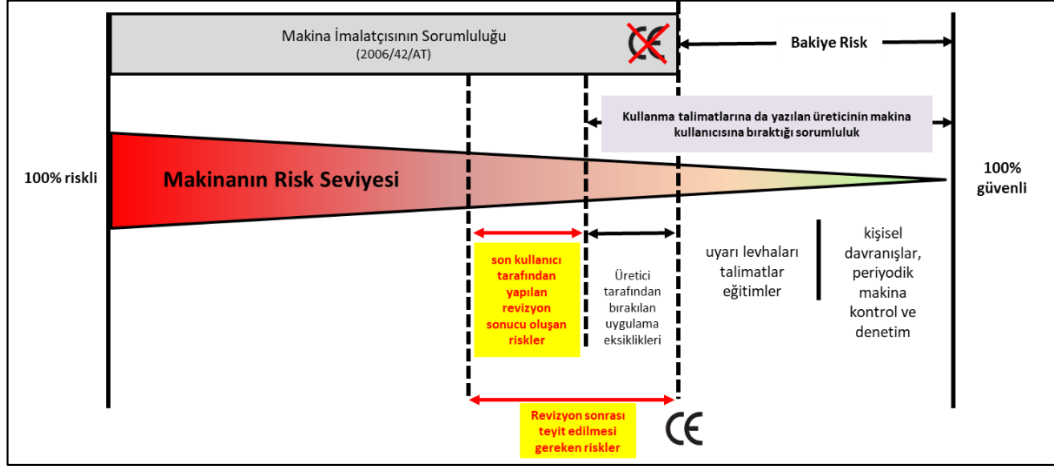 Makina İmalatçısının Sorumluluğu
(2006/42/AT)
CE
Bakiye Risk
Kullanma talimatlarına da yazılan üreticinin makina
kullanıcısına bıraktığı sorumluluk
100% riskli
Makinanın Risk Seviyesi
100%
güvenli
son kullanıcı
tarafından
yapılan
revizyon
sonucu oluşan
riskler
Üretici
tarafından
bırakılan
uygulama
eksiklikleri
uyarı levhaları
talimatlar
eğitimler
kişisel
davranışlar,
periyodik
makina
kontrol ve
denetim
Revizyon sonrası
teyit edilmesi
gereken riskler
CE